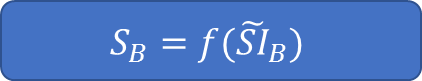 S_B = f(S̃I_B)